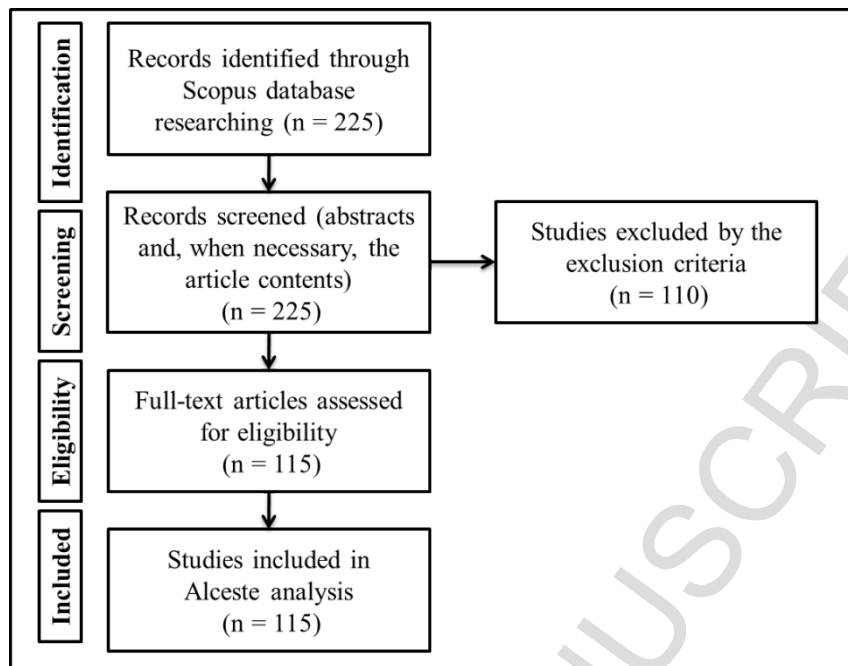 Identification
Records identified through
Scopus database
researching (n = 225)
Screening
Records screened (abstracts
and, when necessary, the
article contents)
(n = 225)
Studies excluded by the
exclusion criteria
(n = 110)
Eligibility
Full-text articles assessed
for eligibility
(n = 115)
Included
Studies included in
Alceste analysis
(n = 115)